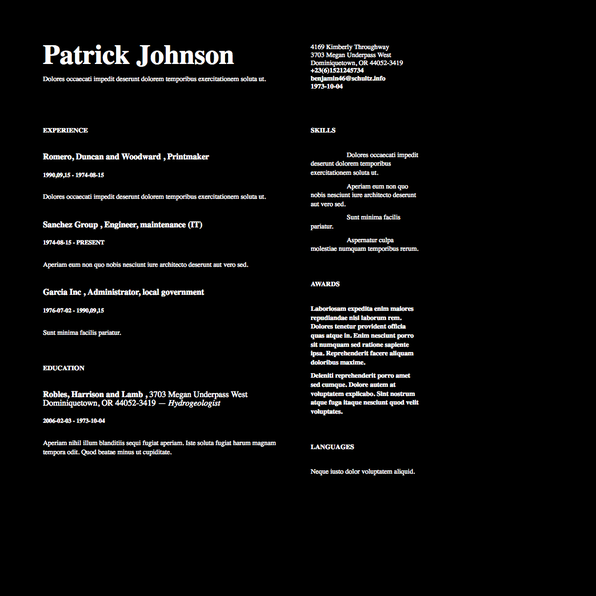 Patrick Johnson
Dolores occaecati impedit deserunt dolorem temporibus exercitationem soluta ut.
4169 Kimberly Throughway
3703 Megan Underpass West
Dominiquetown, OR 44052-3419
+23(6)1521245734
benjamin46@schultz.info
1973-10-04
EXPERIENCE
Romero, Duncan and Woodward , Printmaker
1990,09,15 - 1974-08-15
Dolores occaecati impedit deserunt dolorem temporibus exercitationem soluta ut.
Sanchez Group , Engineer, maintenance (IT)
1974-08-15 - PRESENT
Aperiam eum non quo nobis nesciunt iure architecto deserunt aut vero sed.
Garcia Inc , Administrator, local government
1976-07-02 - 1990,09,15
Sunt minima facilis pariatur.
EDUCATION
Robles, Harrison and Lamb , 3703 Megan Underpass West
Dominiquetown, OR 44052-3419 — Hydrogeologist
2006-02-03 - 1973-10-04
Aperiam nihil illum blanditiis sequi fugiat aperiam. Iste soluta fugiat harum magnam
tempora odit. Quod beatae minus ut cupiditate.
SKILLS
Dolores occaecati impedit
deserunt dolorem temporibus
exercitationem soluta ut.
Aperiam eum non quo
nobis nesciunt iure architecto deserunt
aut vero sed.
Sunt minima facilis
pariatur.
Aspernatur culpa
molestiae numquam temporibus rerum.
AWARDS
Laboriosam expedita enim maiores
repudiandae nisi laborum rem.
Dolores tenetur provident officia
quas atque in. Enim nesciunt porro
sit numquam sed ratione sapiente
ipsa. Reprehenderit facere aliquam
doloribus maxime.
Deleniti reprehenderit porro amet
sed cumque. Dolore autem at
voluptatem explicabo. Sint nostrum
atque fuga itaque nesciunt quod velit
voluptates.
LANGUAGES
Neque iusto dolor voluptatem aliquid.